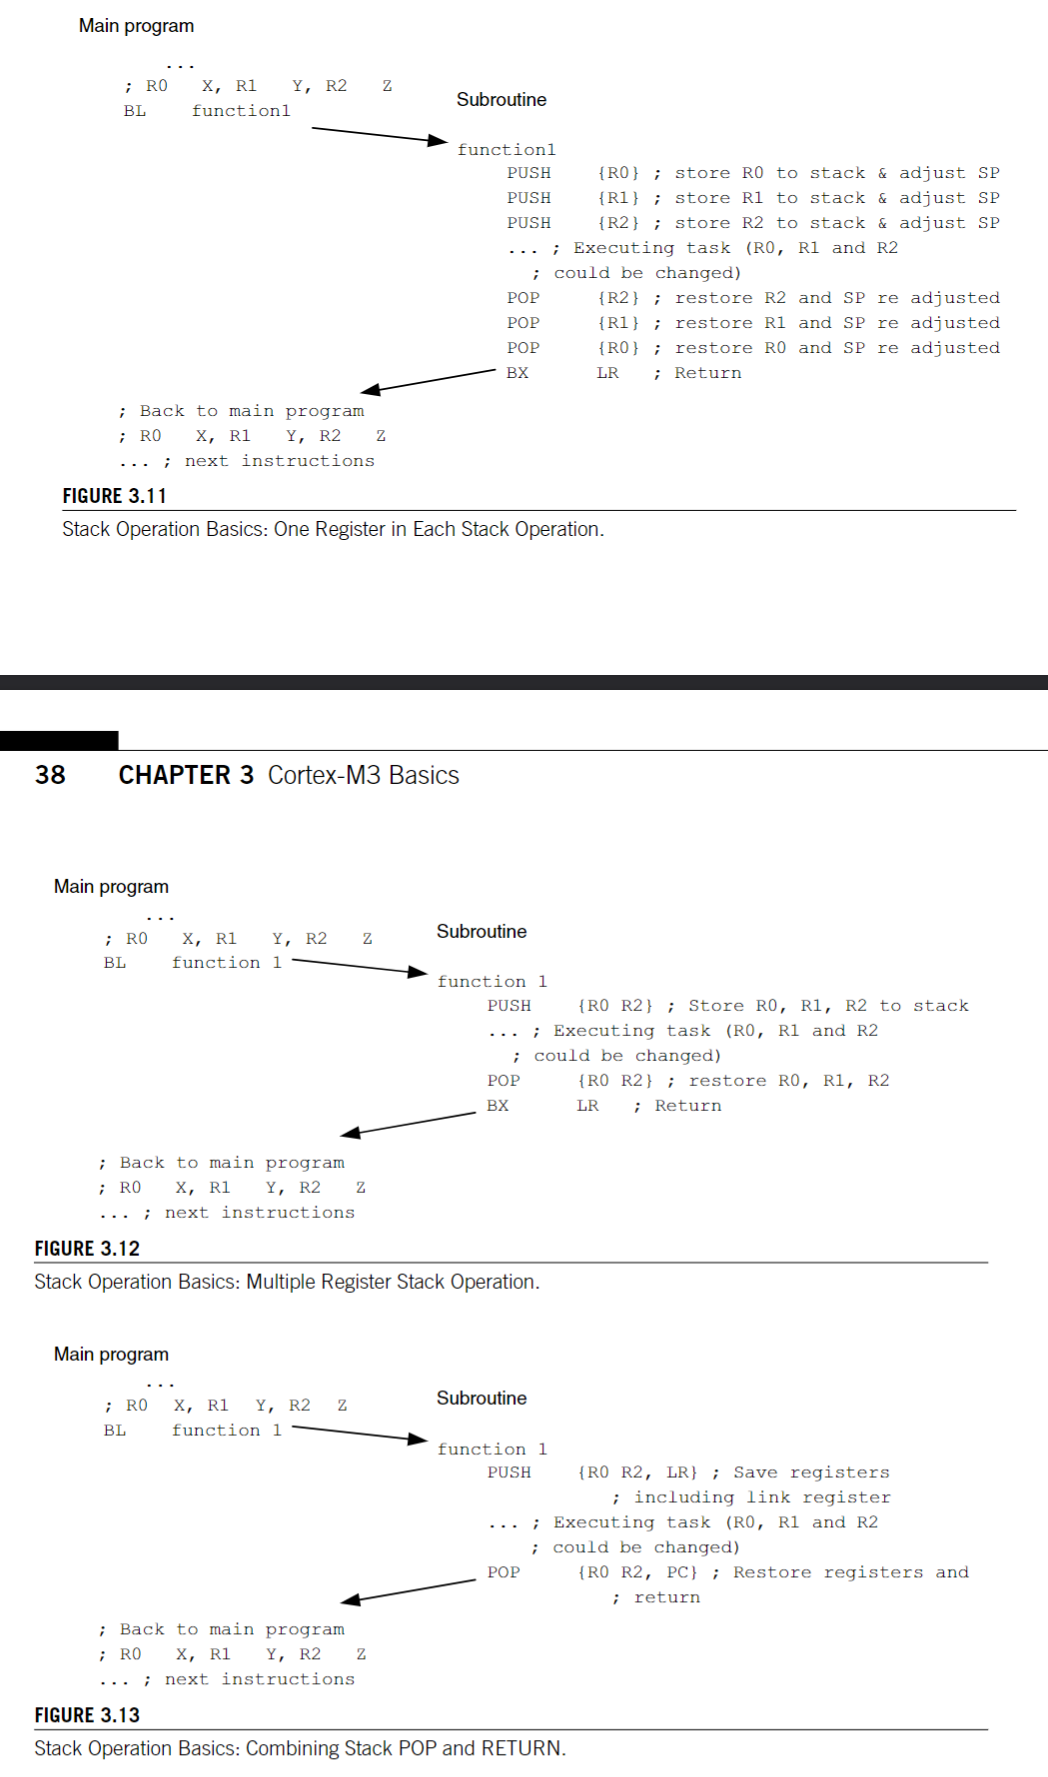 Main program
...
; R0 X, R1 Y, R2 Z
BL function1
Subroutine
function1
PUSH {R0} ; store R0 to stack & adjust SP
PUSH {R1} ; store R1 to stack & adjust SP
PUSH {R2} ; store R2 to stack & adjust SP
... ; Executing task (R0, R1 and R2
; could be changed)
POP {R2} ; restore R2 and SP re adjusted
POP {R1} ; restore R1 and SP re adjusted
POP {R0} ; restore R0 and SP re adjusted
BX LR ; Return
; Back to main program
; R0 X, R1 Y, R2 Z
... ; next instructions
FIGURE 3.11
Stack Operation Basics: One Register in Each Stack Operation.
38 CHAPTER 3 Cortex-M3 Basics
Main program
...
; R0 X, R1 Y, R2 Z
BL function 1
Subroutine
function 1
PUSH {R0 R2} ; Store R0, R1, R2 to stack
... ; Executing task (R0, R1 and R2
; could be changed)
POP {R0 R2} ; restore R0, R1, R2
BX LR ; Return
; Back to main program
; R0 X, R1 Y, R2 Z
... ; next instructions
FIGURE 3.12
Stack Operation Basics: Multiple Register Stack Operation.
Main program
...
; R0 X, R1 Y, R2 Z
BL function 1
Subroutine
function 1
PUSH {R0 R2, LR} ; Save registers
; including link register
... ; Executing task (R0, R1 and R2
; could be changed)
POP {R0 R2, PC} ; Restore registers and
; return
; Back to main program
; R0 X, R1 Y, R2 Z
... ; next instructions
FIGURE 3.13
Stack Operation Basics: Combining Stack POP and RETURN.